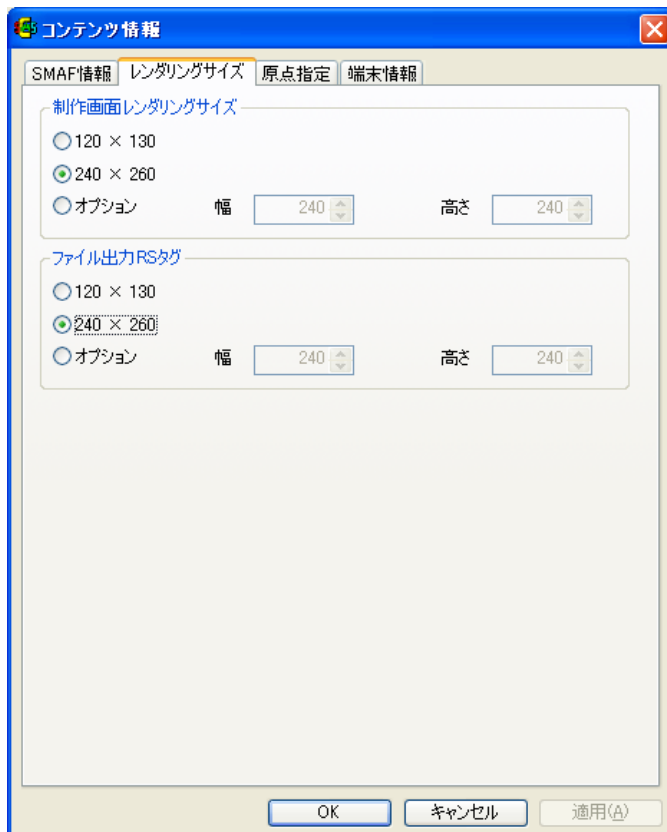 コンテンツ情報
SMAF情報 レンダリングサイズ 原点指定 端末情報
制作画面レンダリングサイズ
120 × 130
240 × 260
オプション 幅 240 高さ 240
ファイル出力RSタグ
120 × 130
240 × 260
オプション 幅 240 高さ 240
OK キャンセル 適用(A)